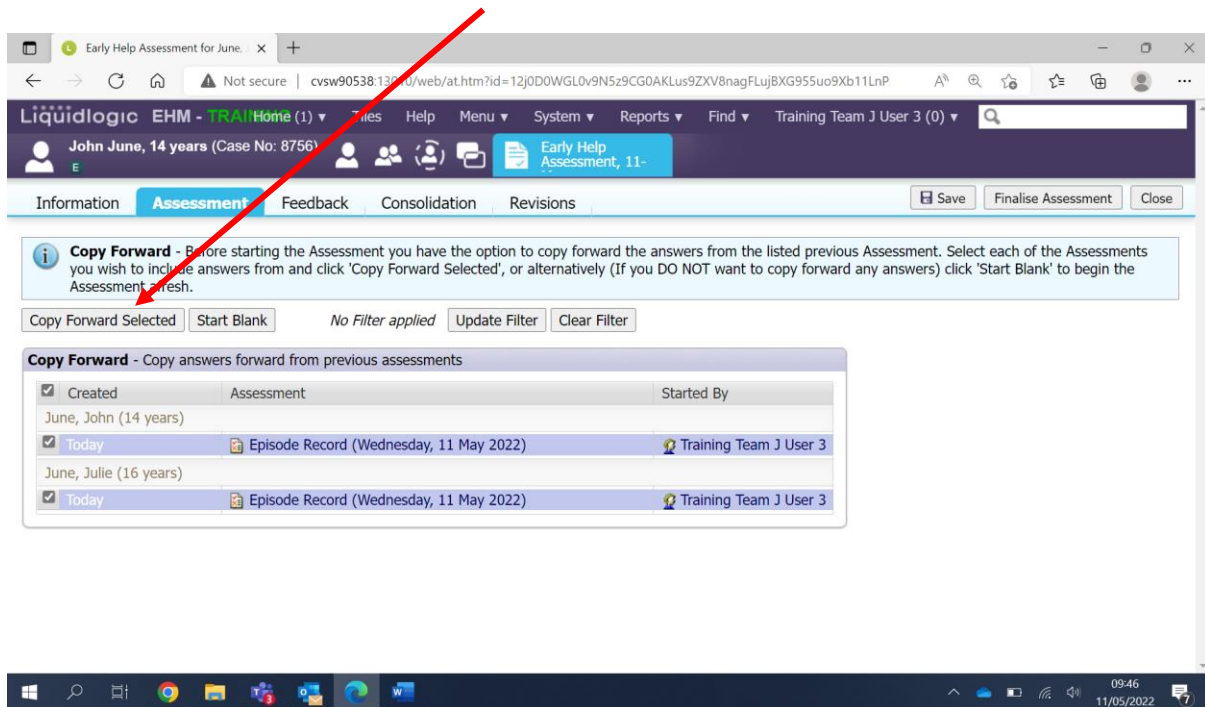 Early Help Assessment for June,
Not secure | cvsw90538:13070/web/at.htm?id=12j0D0WGL0v9N5z9CG0AKLus9ZXV8nagFLujBXG955uo9Xb11LnP
Liquidlogic EHM - TRAINING Home (1) Tiles Help Menu System Reports Find Training Team J User 3 (0)
John June, 14 years (Case No: 8756)
E
Early Help
Assessment, 11-
Information Assessment Feedback Consolidation Revisions Save Finalise Assessment Close
Copy Forward - Before starting the Assessment you have the option to copy forward the answers from the listed previous Assessment. Select each of the Assessments
you wish to include answers from and click 'Copy Forward Selected', or alternatively (If you DO NOT want to copy forward any answers) click 'Start Blank' to begin the
Assessment afresh.
Copy Forward Selected Start Blank No Filter applied Update Filter Clear Filter
Copy Forward - Copy answers forward from previous assessments
Created Assessment Started By
June, John (14 years)
Today Episode Record (Wednesday, 11 May 2022) Training Team J User 3
June, Julie (16 years)
Today Episode Record (Wednesday, 11 May 2022) Training Team J User 3
09:46
11/05/2022